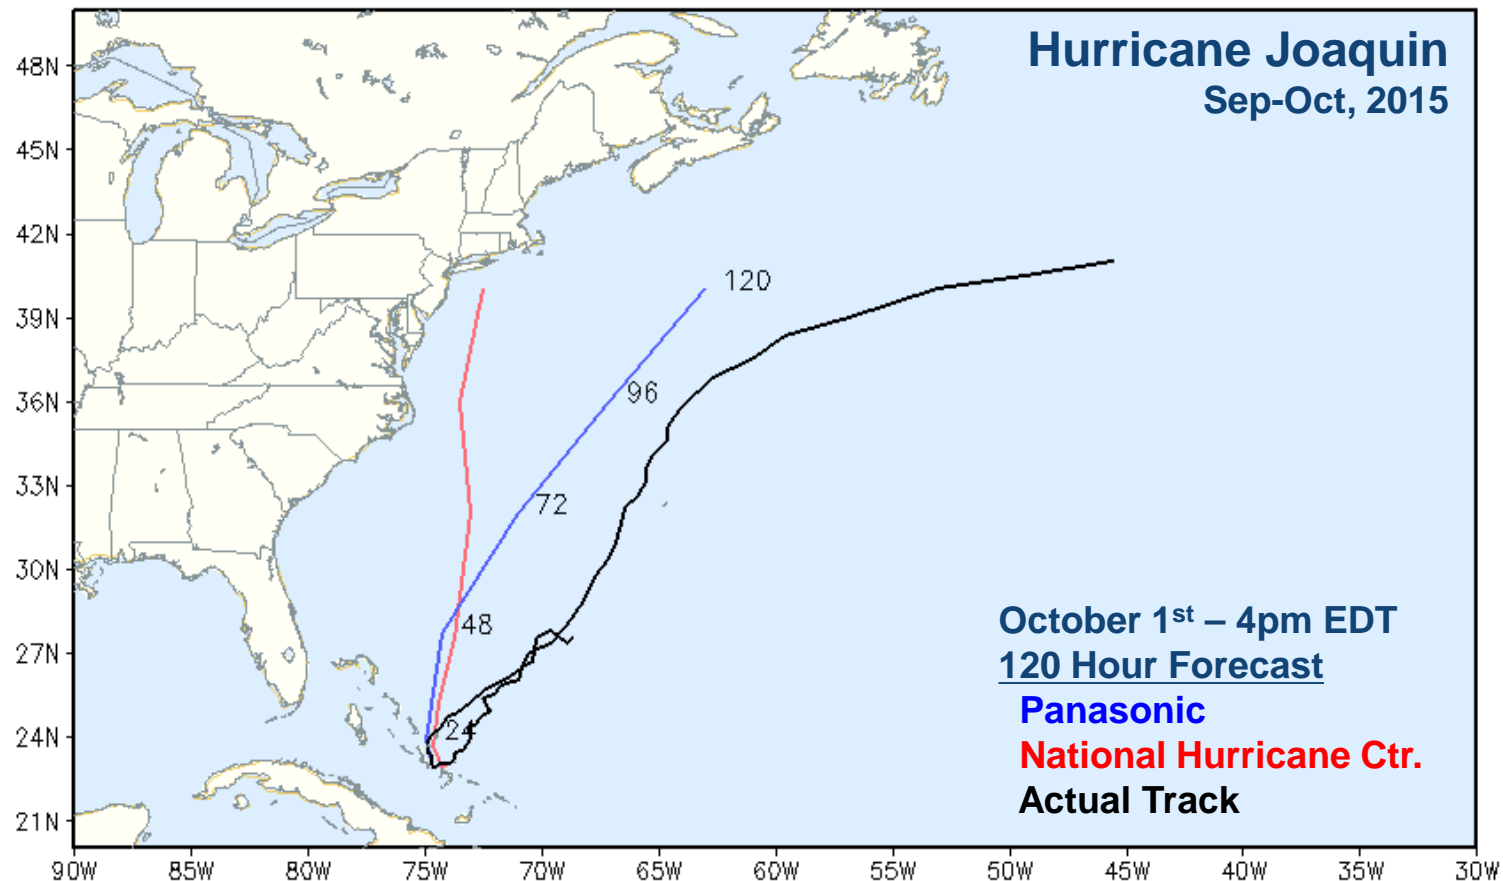 Hurricane Joaquin
Sep-Oct, 2015
48N
45N
42N
39N
36N
33N
30N
27N
24N
21N
120
96
72
48
24
October 1st – 4pm EDT
120 Hour Forecast
Panasonic
National Hurricane Ctr.
Actual Track
90W 85W 80W 75W 70W 65W 60W 55W 50W 45W 40W 35W 30W